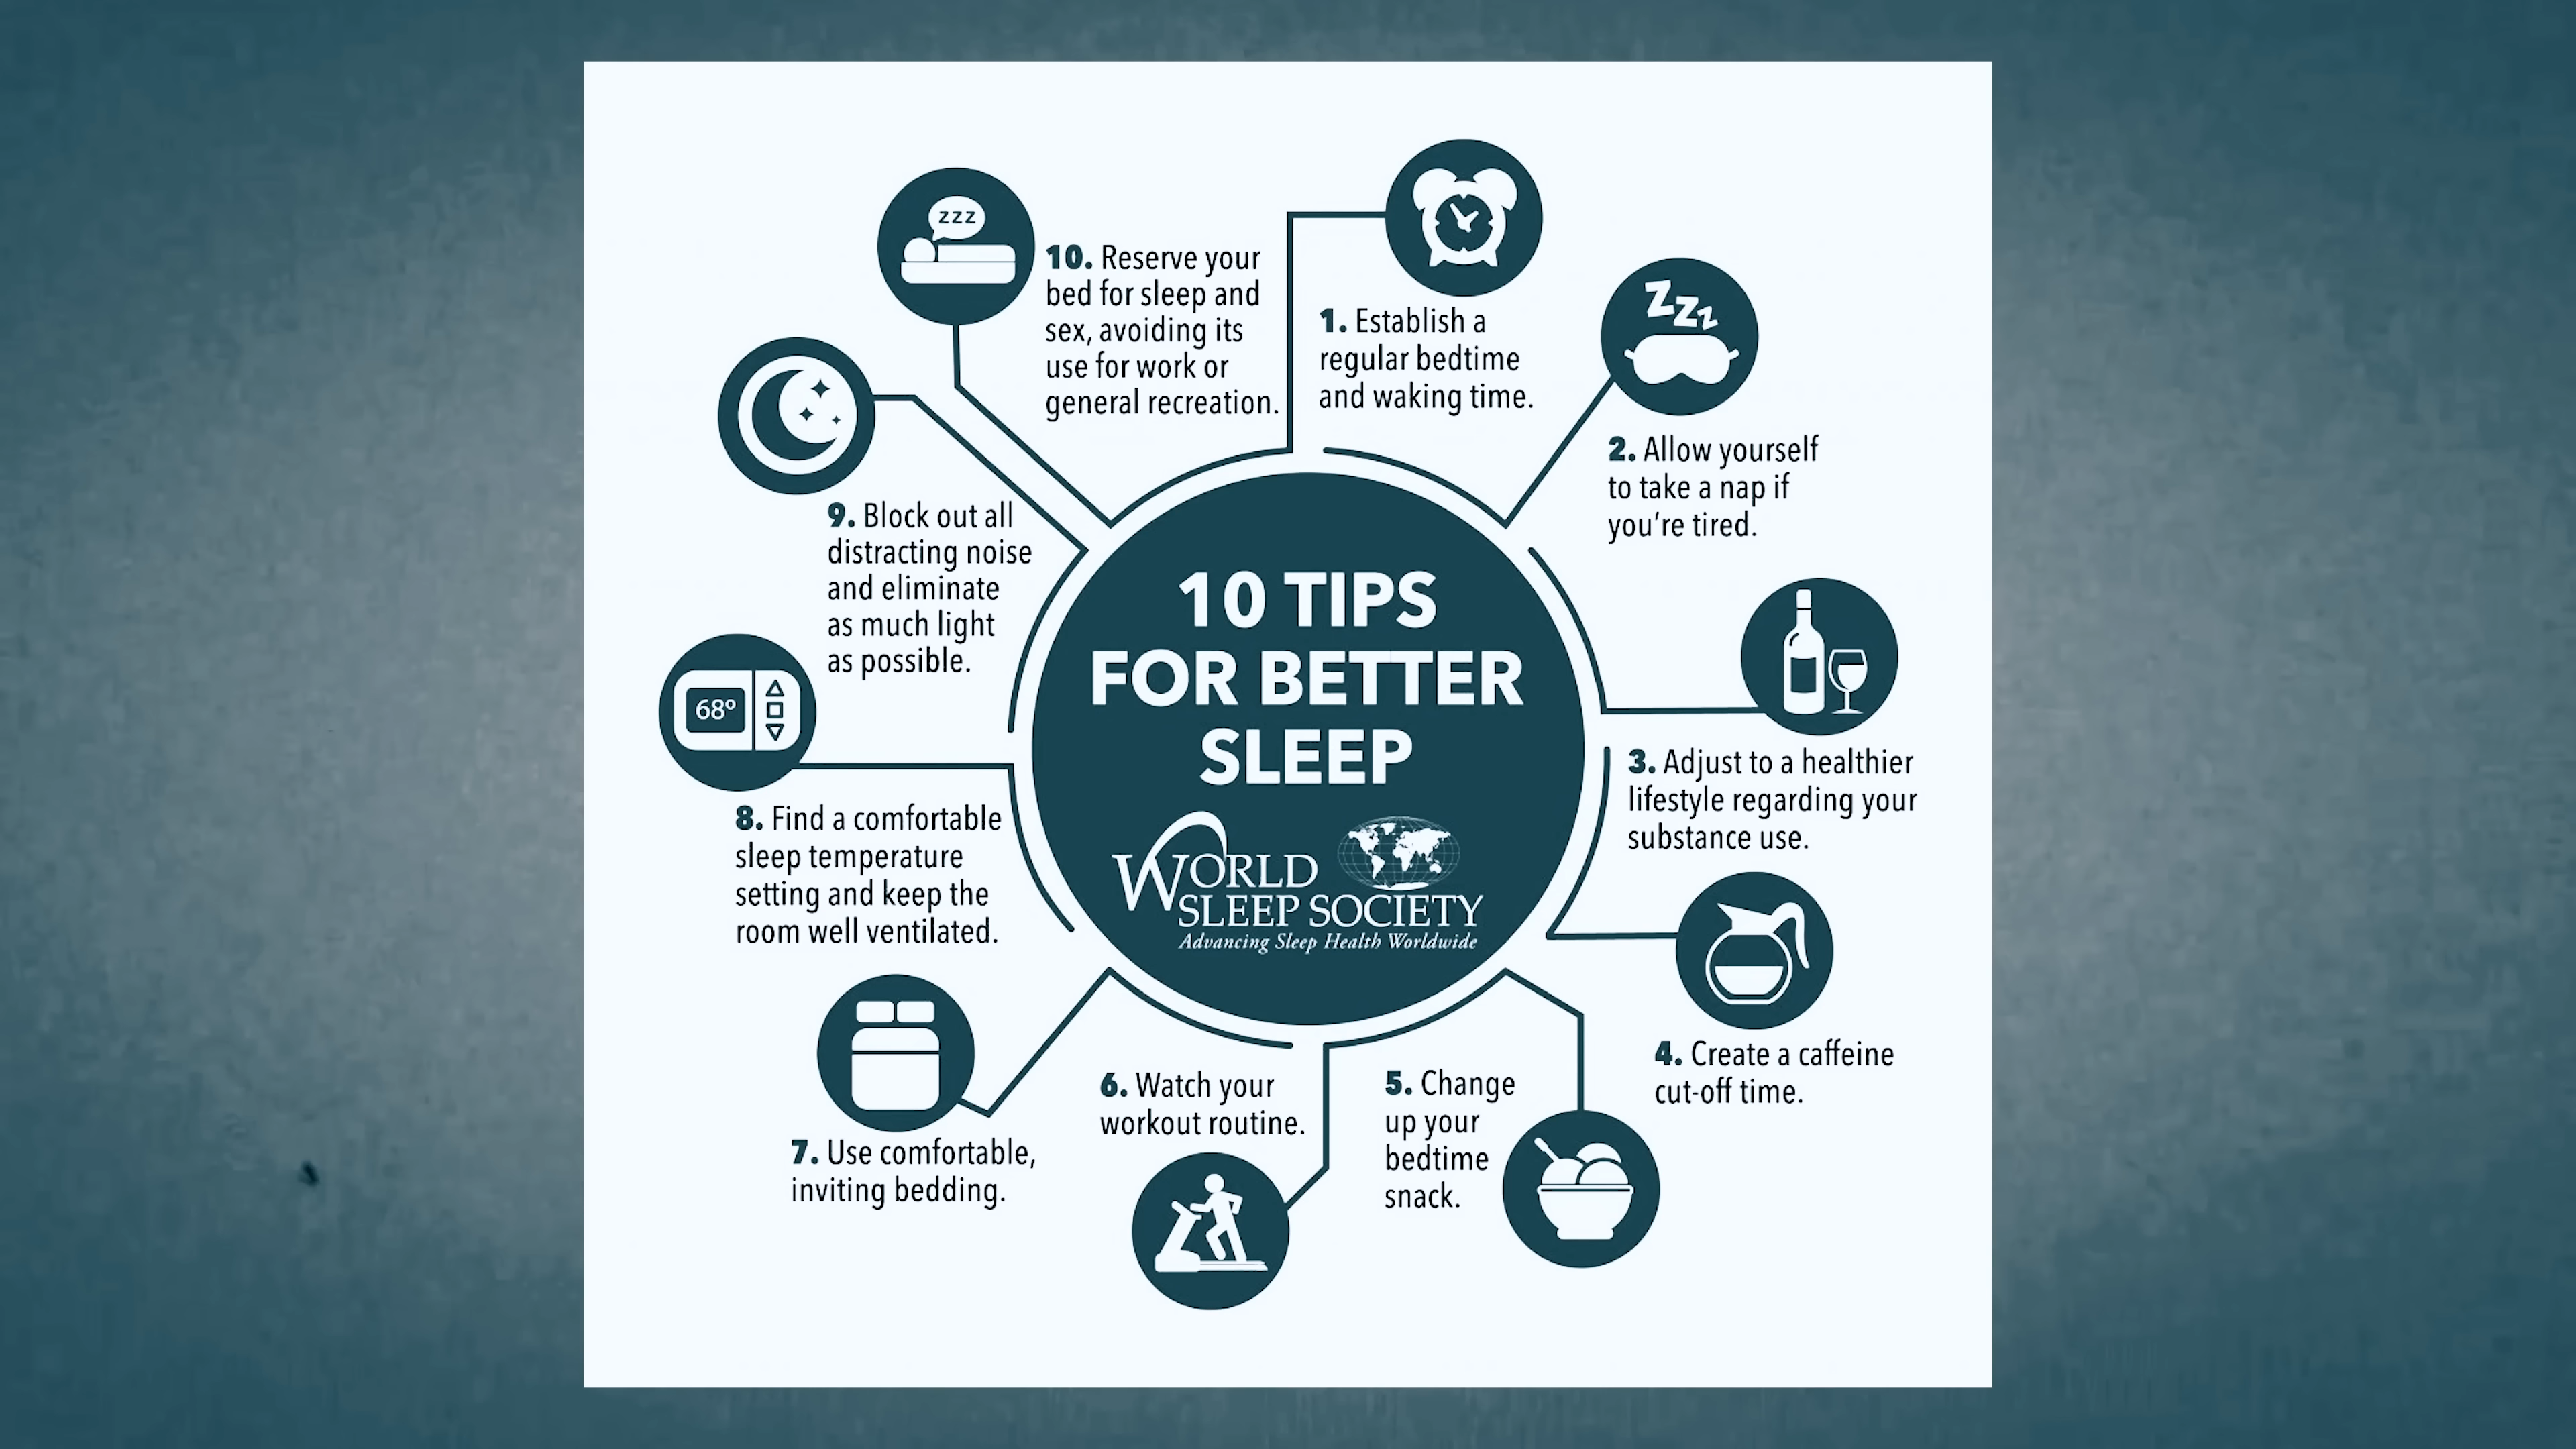 10 TIPS
FOR BETTER
SLEEP
WORLD
SLEEP SOCIETY
Advancing Sleep Health Worldwide
1. Establish a
regular bedtime
and waking time.
zzz
2. Allow yourself
to take a nap if
you're tired.
3. Adjust to a healthier
lifestyle regarding your
substance use.
4. Create a caffeine
cut-off time.
5. Change
up your
bedtime
snack.
6. Watch your
workout routine.
7. Use comfortable,
inviting bedding.
68º
8. Find a comfortable
sleep temperature
setting and keep the
room well ventilated.
9. Block out all
distracting noise
and eliminate
as much light
as possible.
zzz
10. Reserve your
bed for sleep and
sex, avoiding its
use for work or
general recreation.